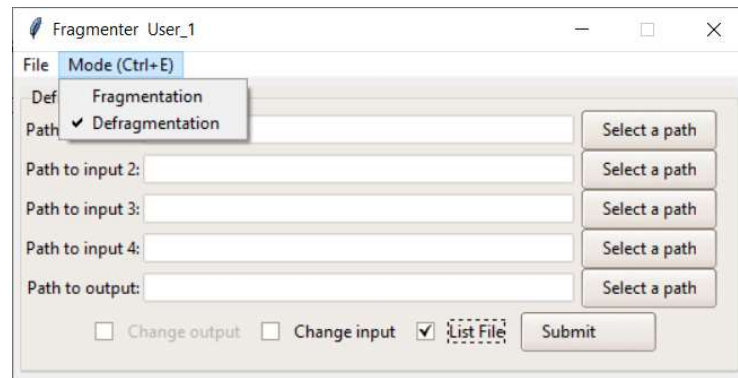 Fragmenter User_1
File Mode (Ctrl+E)
Fragmentation
Defragmentation
Def
Path
Select a path
Path to input 2:
Select a path
Path to input 3:
Select a path
Path to input 4:
Select a path
Path to output:
Select a path
Change output
Change input
List File
Submit